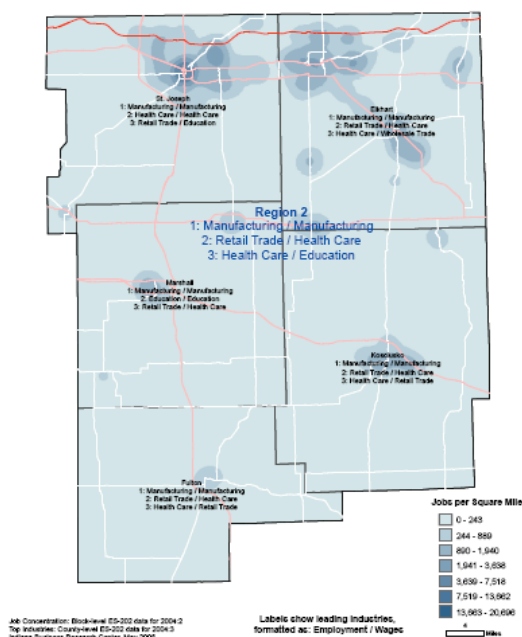 St. Joseph
1: Manufacturing / Manufacturing
2: Health Care / Health Care
3: Retail Trade / Education
Elkhart
1: Manufacturing / Manufacturing
2: Retail Trade / Health Care
3: Health Care / Wholesale Trade
Region 2
1: Manufacturing / Manufacturing
2: Retail Trade / Health Care
3: Health Care / Education
Marshall
1: Manufacturing / Manufacturing
2: Education / Education
3: Retail Trade / Health Care
Kosciusko
1: Manufacturing / Manufacturing
2: Retail Trade / Health Care
3: Health Care / Retail Trade
Fulton
1: Manufacturing / Manufacturing
2: Retail Trade / Health Care
3: Health Care / Retail Trade
Jobs per Square Mile
0 - 243
244 - 889
890 - 1,940
1,941 - 3,638
3,639 - 7,518
7,519 - 13,662
13,663 - 20,696
4
Miles
Job Concentration: Block-level ES-202 data for 2004:2
Top Industries: County-level ES-202 data for 2004:3
Indiana Business Research Center, May 2006
Labels show leading industries,
formatted as: Employment / Wages